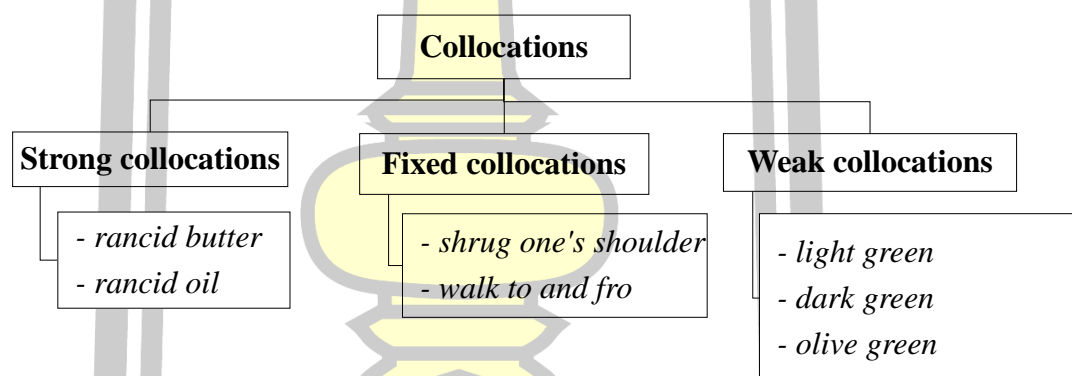 Collocations
Strong collocations
- rancid butter
- rancid oil
Fixed collocations
- shrug one's shoulder
- walk to and fro
Weak collocations
- light green
- dark green
- olive green